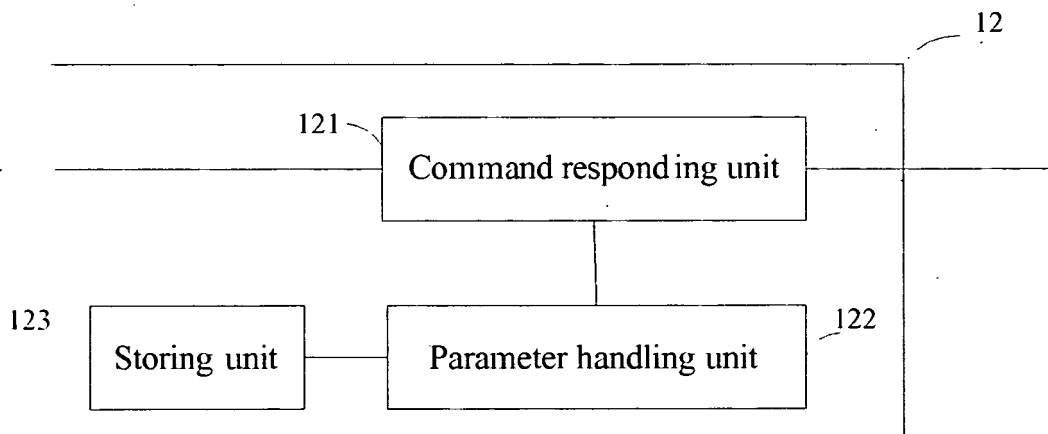 12
121
Command responding unit
123
Storing unit
Parameter handling unit
122